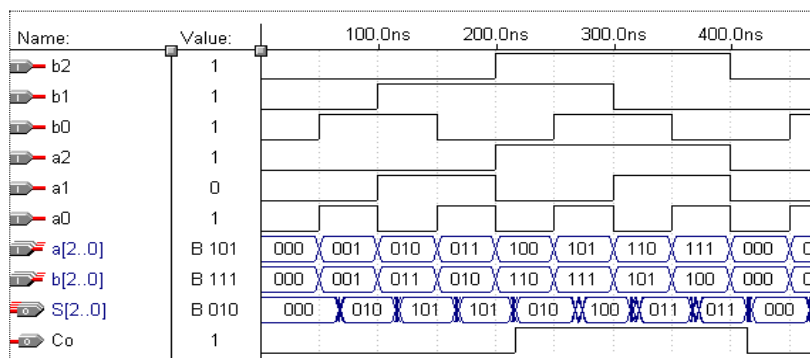 Name: Value: 100.0ns 200.0ns 300.0ns 400.0ns
b2 1
b1 1
b0 1
a2 1
a1 0
a0 1
a[2..0] B 101 000 001 010 011 100 101 110 111 000
b[2..0] B 111 000 001 011 010 110 111 101 100 000
S[2..0] B 010 000 010 101 101 010 100 011 011 000
Co 1